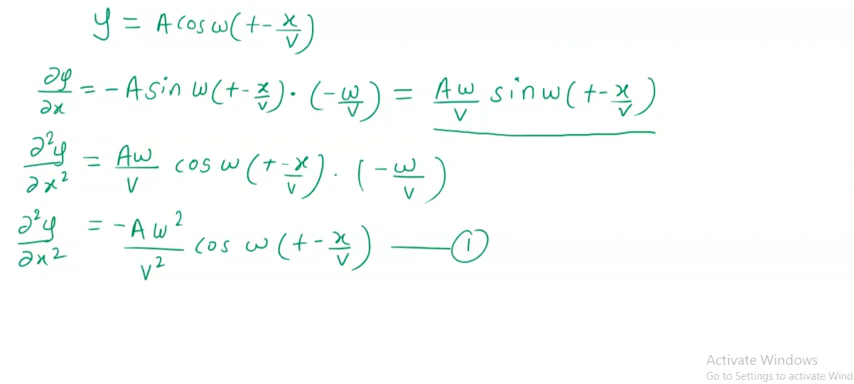 y = A cos ω(t - x/v)
∂y/∂x = - A sin ω(t - x/v) · (-ω/v) = Aω/v sin ω(t - x/v)
∂²y/∂x² = Aω/v cos ω(t - x/v) · (-ω/v)
∂²y/∂x² = -Aω²/v² cos ω(t - x/v) —— ①
Activate Windows
Go to Settings to activate Wind